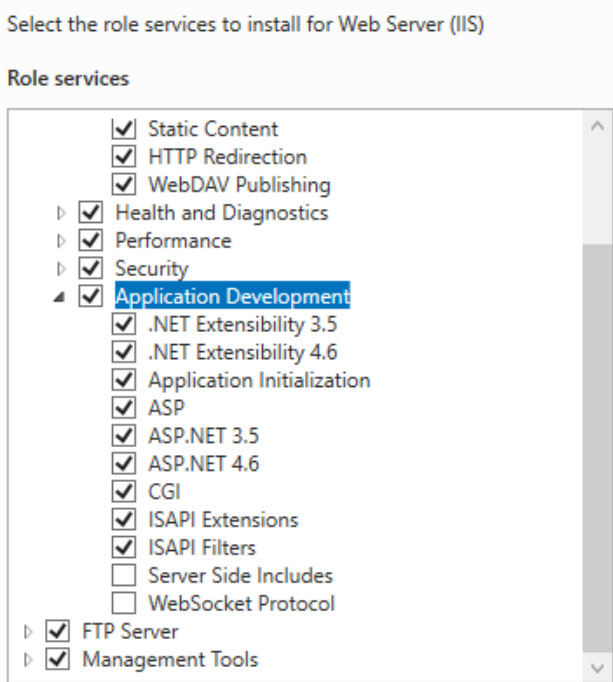 Select the role services to install for Web Server (IIS)
Role services
Static Content
HTTP Redirection
WebDAV Publishing
Health and Diagnostics
Performance
Security
Application Development
.NET Extensibility 3.5
.NET Extensibility 4.6
Application Initialization
ASP
ASP.NET 3.5
ASP.NET 4.6
CGI
ISAPI Extensions
ISAPI Filters
Server Side Includes
WebSocket Protocol
FTP Server
Management Tools